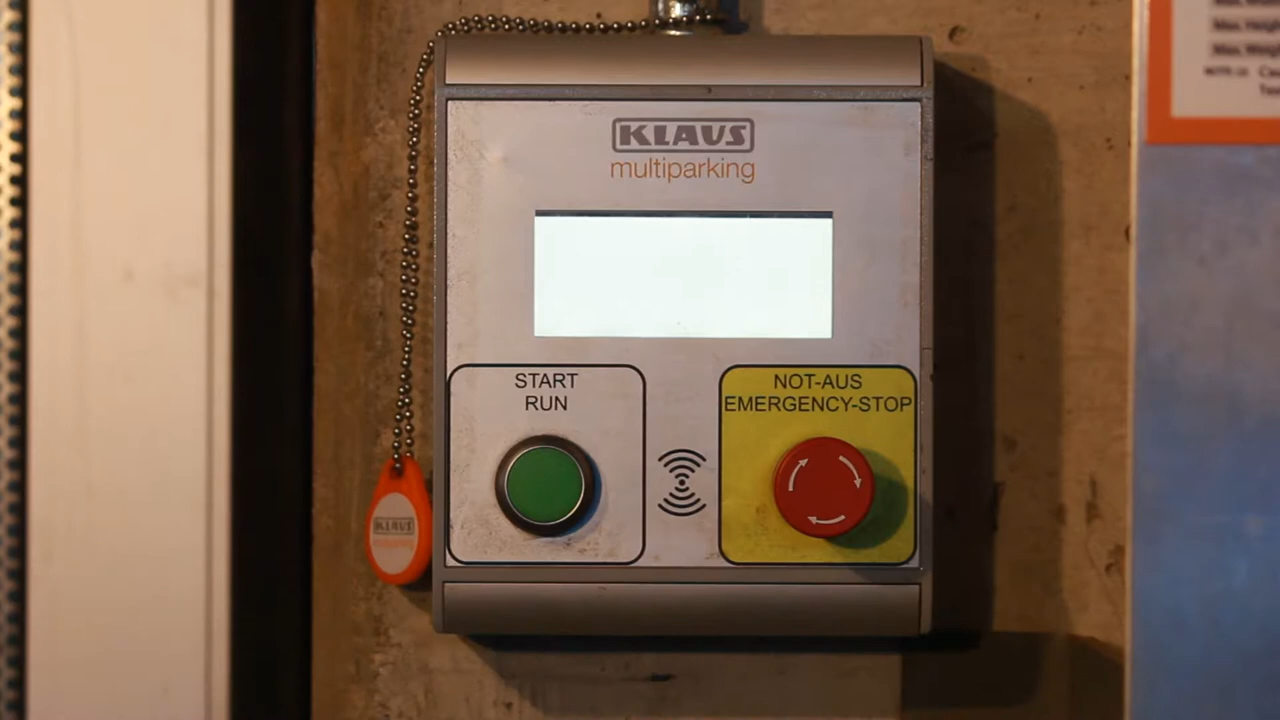 KLAUS
multiparking
START
RUN
NOT-AUS
EMERGENCY-STOP
KLAUS